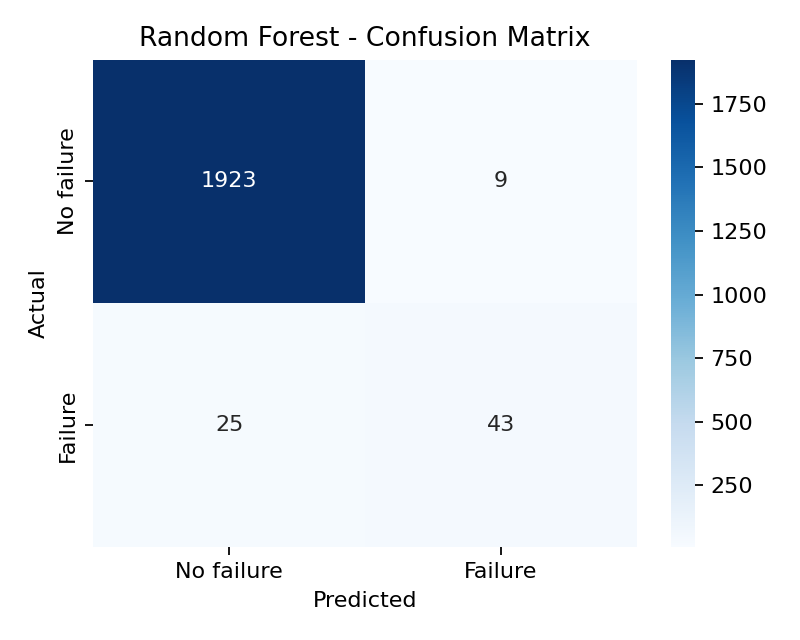 Random Forest - Confusion Matrix
Actual
No failure
Failure
1923
9
25
43
No failure
Failure
Predicted
1750
1500
1250
1000
750
500
250